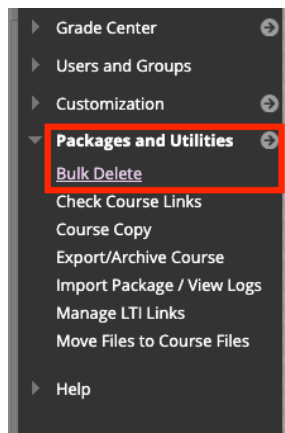 Grade Center
Users and Groups
Customization
Packages and Utilities
Bulk Delete
Check Course Links
Course Copy
Export/Archive Course
Import Package / View Logs
Manage LTI Links
Move Files to Course Files
Help